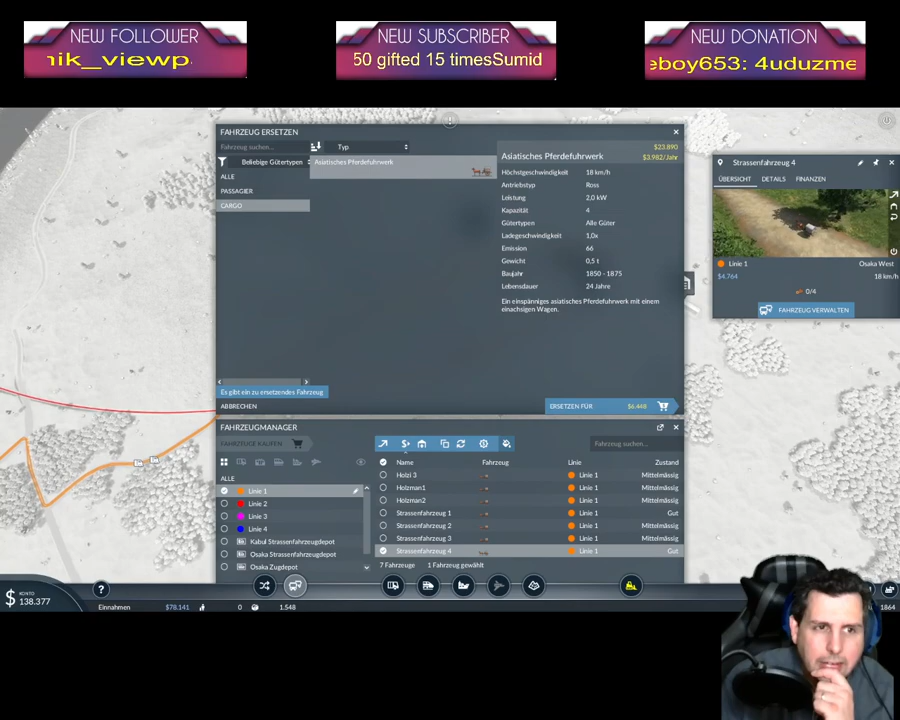 NEW FOLLOWER
nik_viewp
NEW SUBSCRIBER
50 gifted 15 timesSumid
NEW DONATION
eboy653: 4uduzme
FAHRZEUG ERSETZEN
Fahrzeug suchen...
Typ
Beliebige Gütertypen
ALLE
PASSAGIER
CARGO
Asiatisches Pferdefuhrwerk
Asiatisches Pferdefuhrwerk
$23.890
$3.982/Jahr
Höchstgeschwindigkeit 18 km/h
Antriebstyp Ross
Leistung 2,0 kW
Kapazität 4
Gütertypen Alle Güter
Ladegeschwindigkeit 1,0x
Emission 66
Gewicht 0,5 t
Baujahr 1850 - 1875
Lebensdauer 24 Jahre
Ein einspänniges asiatisches Pferdefuhrwerk mit einem
einachsigen Wagen.
Es gibt ein zu ersetzendes Fahrzeug
ABBRECHEN
ERSETZEN FÜR $6.448
Strassenfahrzeug 4
ÜBERSICHT DETAILS FINANZEN
Linie 1 Osaka West
$4.764 18 km/h
0/4
FAHRZEUG VERWALTEN
FAHRZEUGMANAGER
FAHRZEUGE KAUFEN
Fahrzeug suchen...
ALLE
Linie 1
Linie 2
Linie 3
Linie 4
Kabul Strassenfahrzeugdepot
Osaka Strassenfahrzeugdepot
Osaka Zugdepot
Name Fahrzeug Linie Zustand
Holzi 3 Linie 1 Mittelmässig
Holzman1 Linie 1 Mittelmässig
Holzman2 Linie 1 Mittelmässig
Strassenfahrzeug 1 Linie 1 Gut
Strassenfahrzeug 2 Linie 1 Mittelmässig
Strassenfahrzeug 3 Linie 1 Mittelmässig
Strassenfahrzeug 4 Linie 1 Gut
7 Fahrzeuge 1 Fahrzeug gewählt
$ KONTO
138.377
?
Einnahmen $78.141 0 1.548
1864